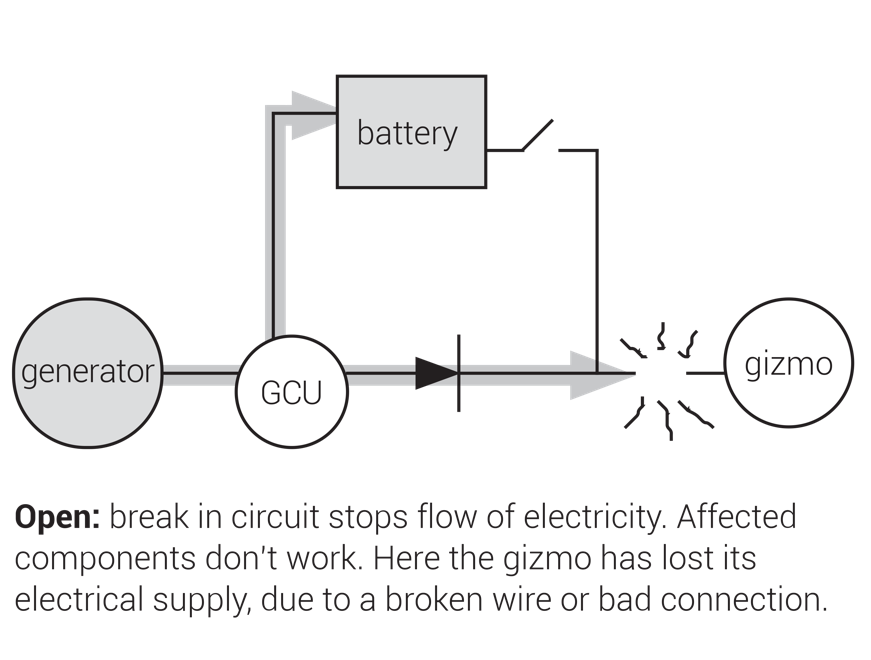 battery
generator
GCU
gizmo
Open: break in circuit stops flow of electricity. Affected
components don't work. Here the gizmo has lost its
electrical supply, due to a broken wire or bad connection.